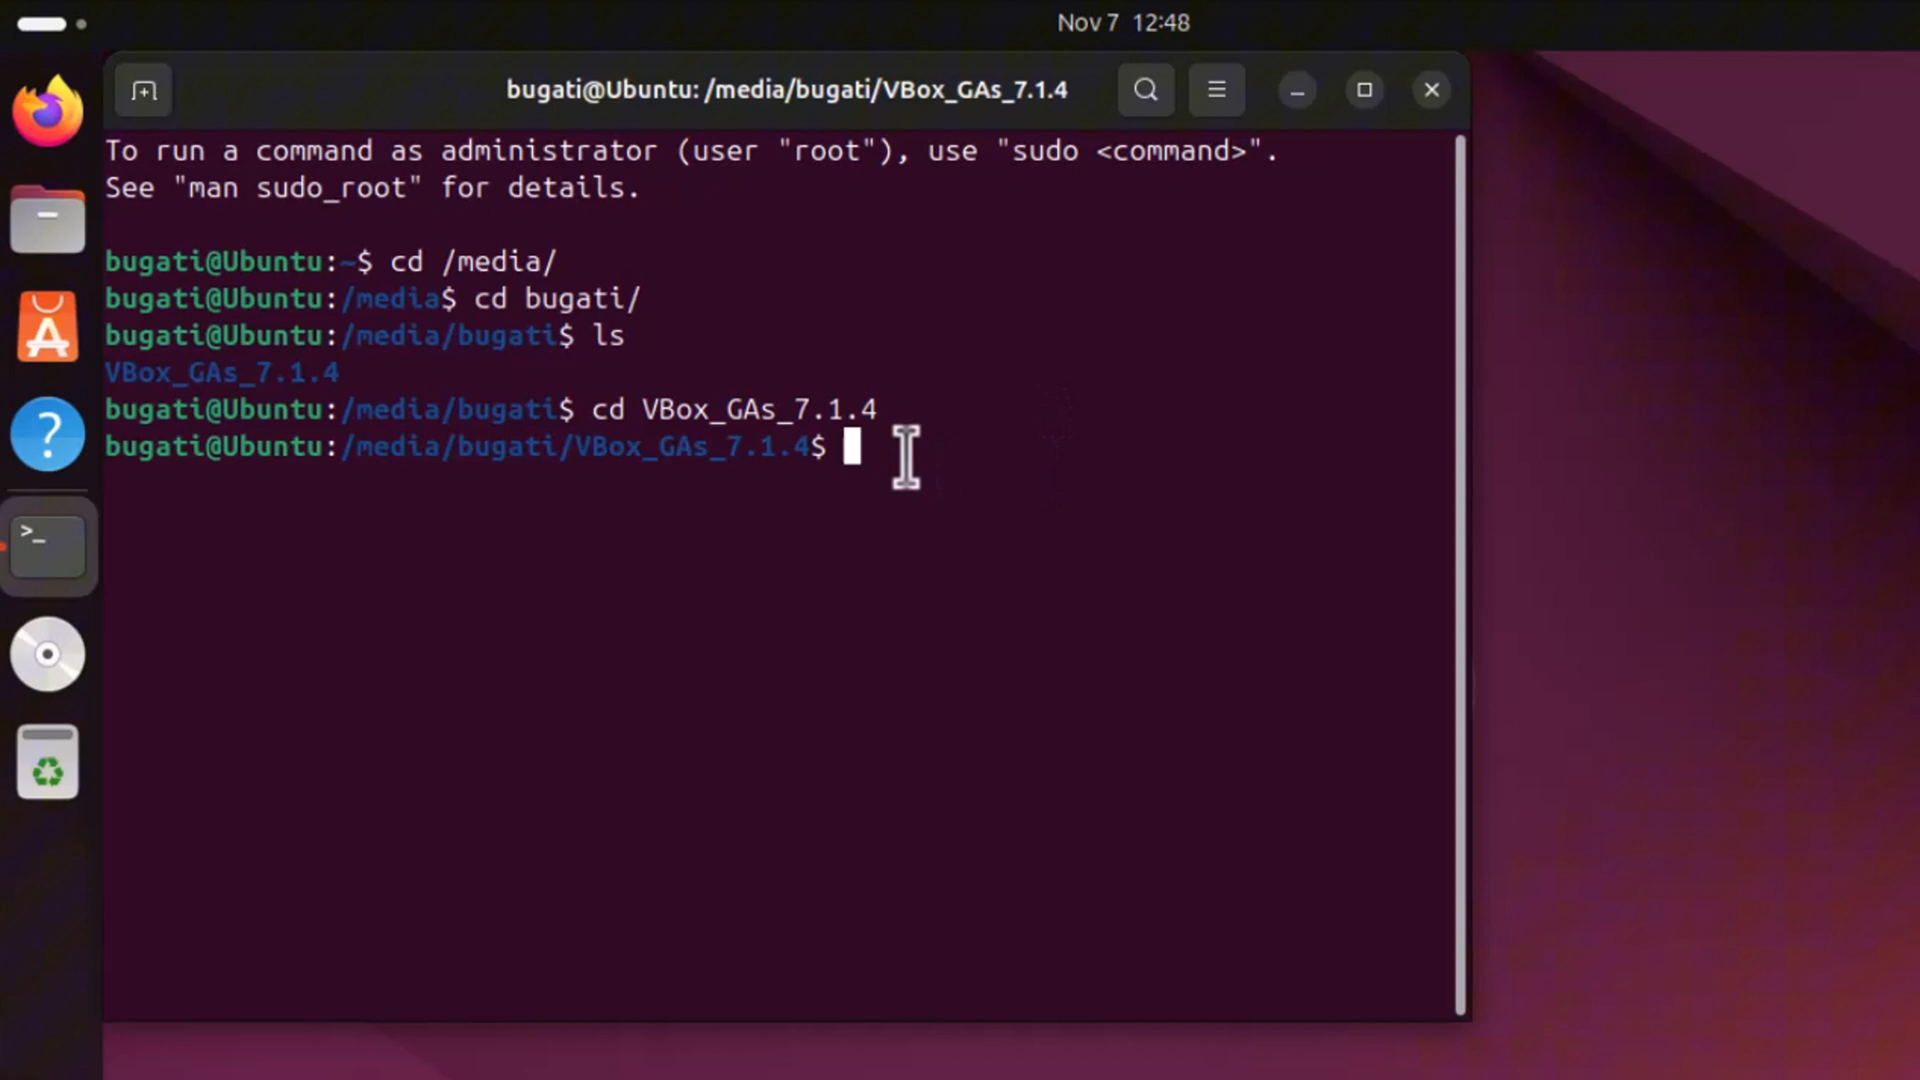 Nov 7 12:48
bugati@Ubuntu: /media/bugati/VBox_GAs_7.1.4
To run a command as administrator (user "root"), use "sudo <command>".
See "man sudo_root" for details.
bugati@Ubuntu:~$ cd /media/
bugati@Ubuntu:/media$ cd bugati/
bugati@Ubuntu:/media/bugati$ ls
VBox_GAs_7.1.4
bugati@Ubuntu:/media/bugati$ cd VBox_GAs_7.1.4
bugati@Ubuntu:/media/bugati/VBox_GAs_7.1.4$